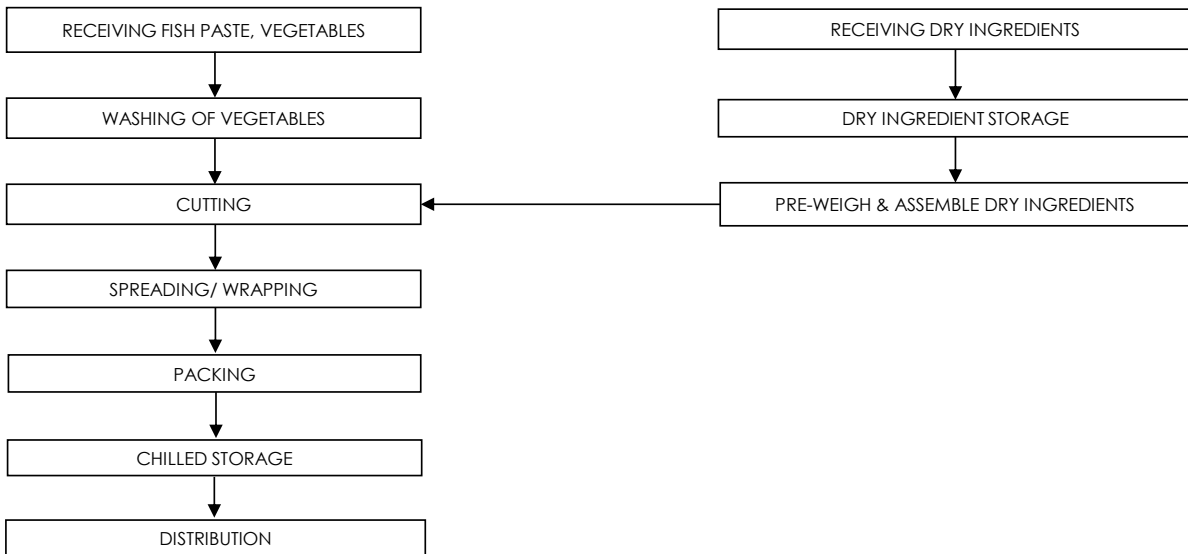 RECEIVING FISH PASTE, VEGETABLES
WASHING OF VEGETABLES
CUTTING
SPREADING/ WRAPPING
PACKING
CHILLED STORAGE
DISTRIBUTION
RECEIVING DRY INGREDIENTS
DRY INGREDIENT STORAGE
PRE-WEIGH & ASSEMBLE DRY INGREDIENTS